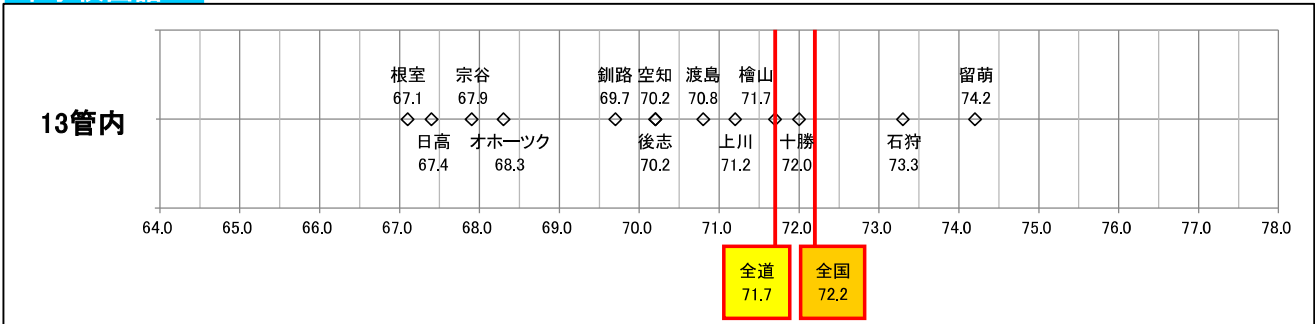 根室 宗谷 釧路 空知 渡島 檜山 留萌
67.1 67.9 69.7 70.2 70.8 71.7 74.2
13管内
日高 オホーツク 後志 上川 十勝 石狩
67.4 68.3 70.2 71.2 72.0 73.3
64.0 65.0 66.0 67.0 68.0 69.0 70.0 71.0 72.0 73.0 74.0 75.0 76.0 77.0 78.0
全道 全国
71.7 72.2